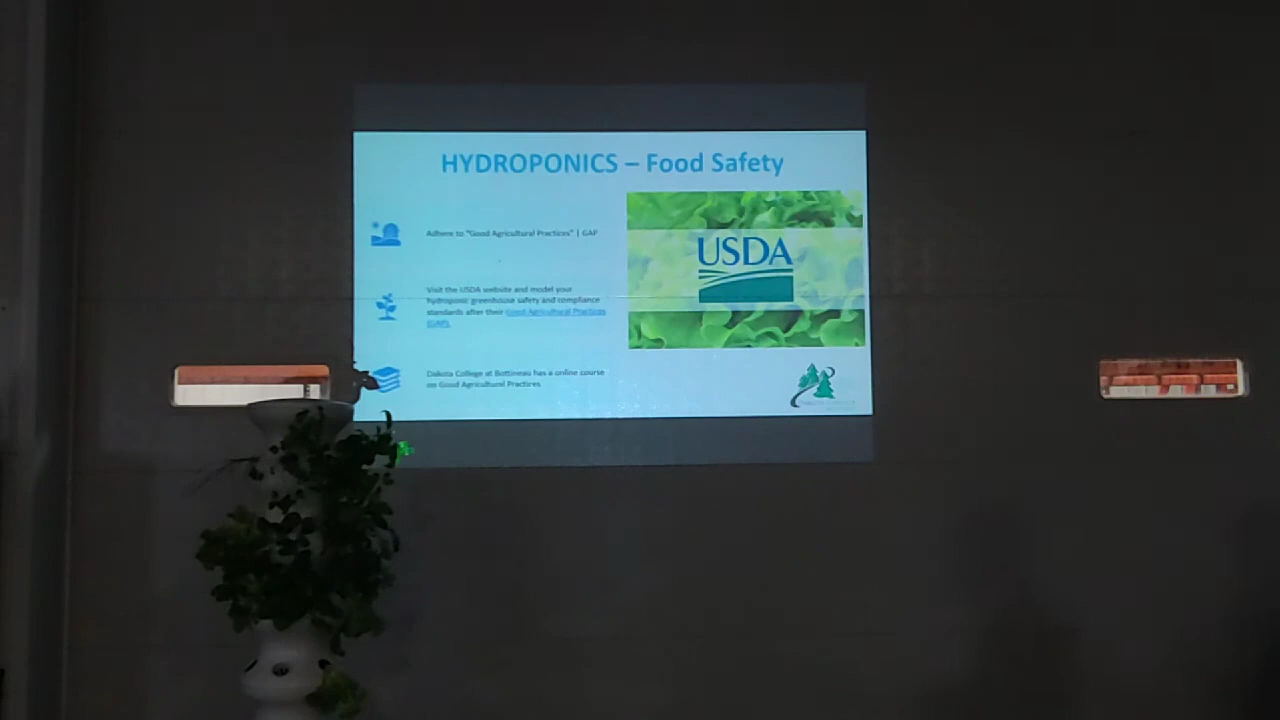 HYDROPONICS – Food Safety
Adhere to "Good Agricultural Practices" | GAP
Visit the USDA website and model your
hydroponic greenhouse safety and compliance
standards after their Good Agricultural Practices
(GAP).
Dakota College at Bottineau has a online course
on Good Agricultural Practices
USDA